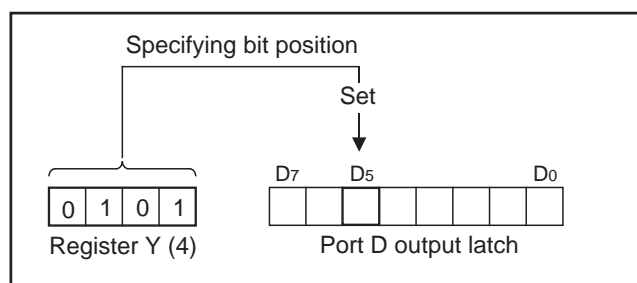 Specifying bit position
Set
D7 D5 D0
0 1 0 1
Register Y (4) Port D output latch